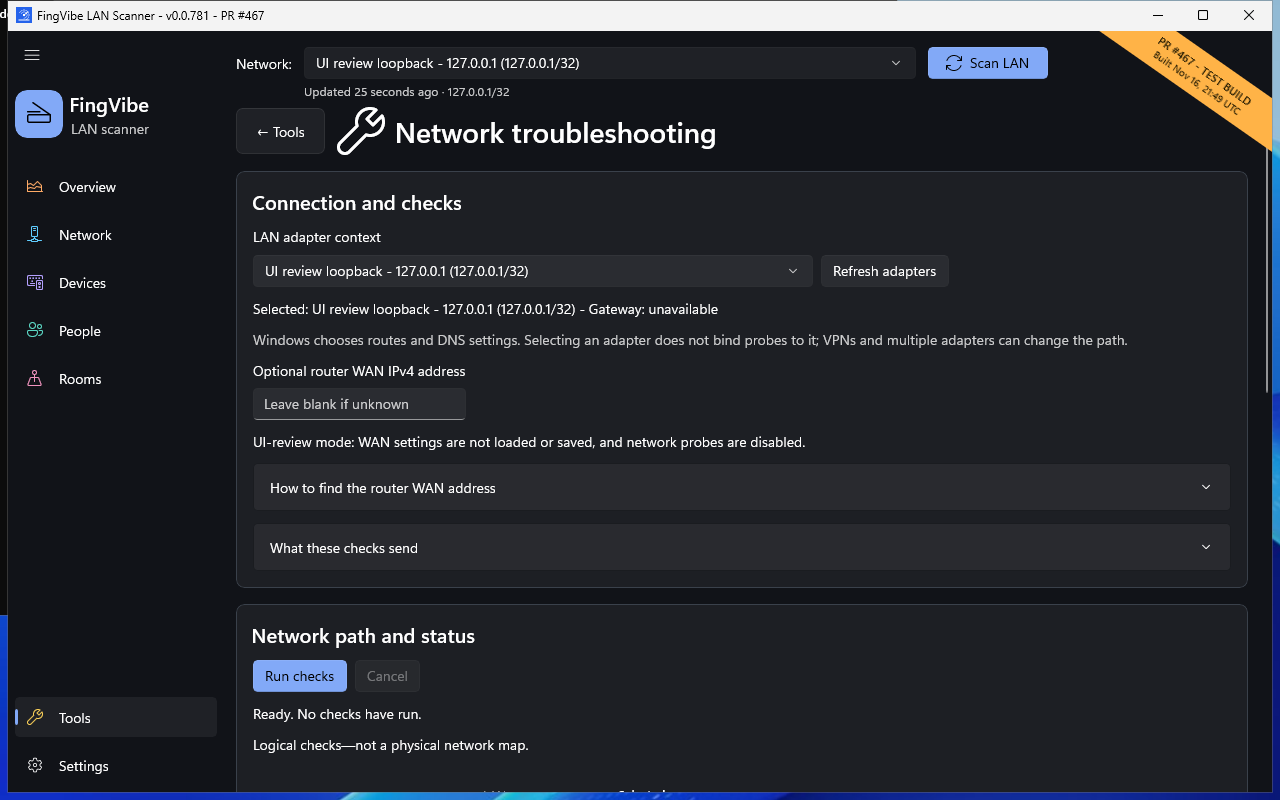 FingVibe LAN Scanner - v0.0.781 - PR #467
Network:
UI review loopback - 127.0.0.1 (127.0.0.1/32)
Scan LAN
Updated 25 seconds ago · 127.0.0.1/32
PR #467 - TEST BUILD
Built Nov 16, 21:49 UTC
FingVibe
LAN scanner
Overview
Network
Devices
People
Rooms
Tools
Settings
← Tools
Network troubleshooting
Connection and checks
LAN adapter context
UI review loopback - 127.0.0.1 (127.0.0.1/32)
Refresh adapters
Selected: UI review loopback - 127.0.0.1 (127.0.0.1/32) - Gateway: unavailable
Windows chooses routes and DNS settings. Selecting an adapter does not bind probes to it; VPNs and multiple adapters can change the path.
Optional router WAN IPv4 address
Leave blank if unknown
UI-review mode: WAN settings are not loaded or saved, and network probes are disabled.
How to find the router WAN address
What these checks send
Network path and status
Run checks
Cancel
Ready. No checks have run.
Logical checks—not a physical network map.